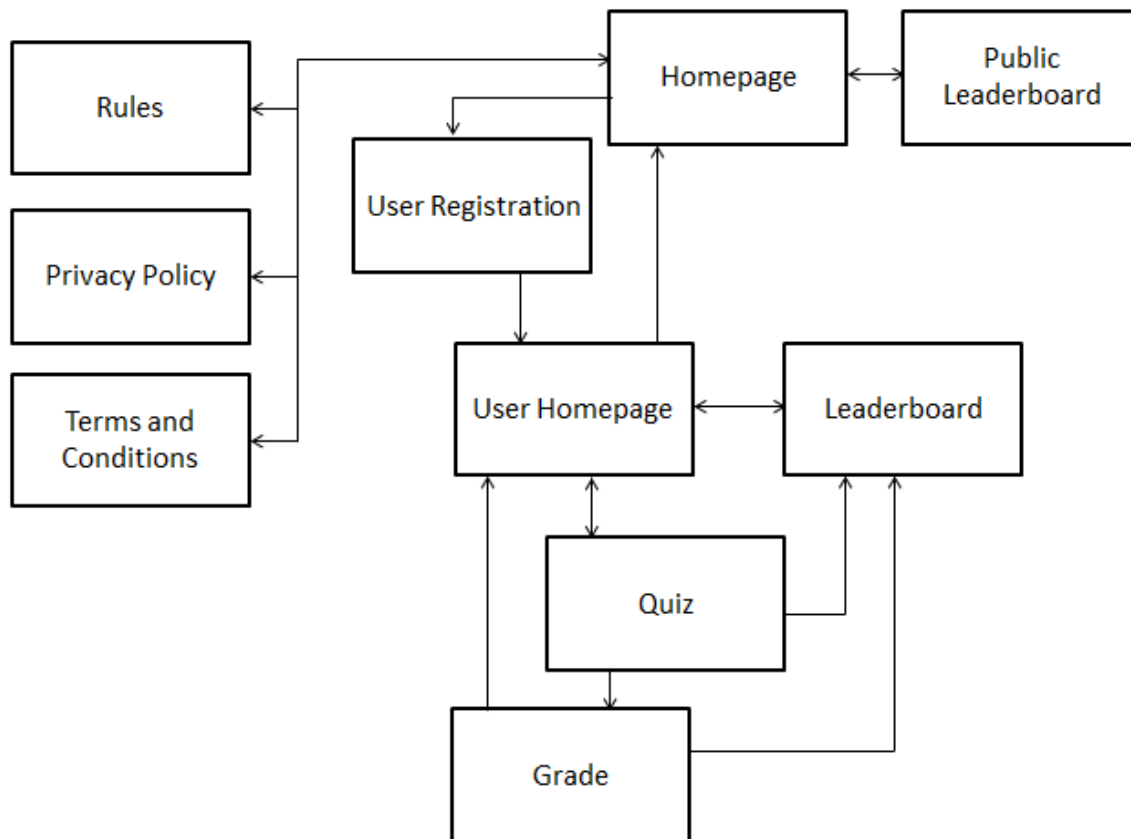 Rules
Homepage
Public
Leaderboard
User Registration
Privacy Policy
Terms and
Conditions
User Homepage
Leaderboard
Quiz
Grade